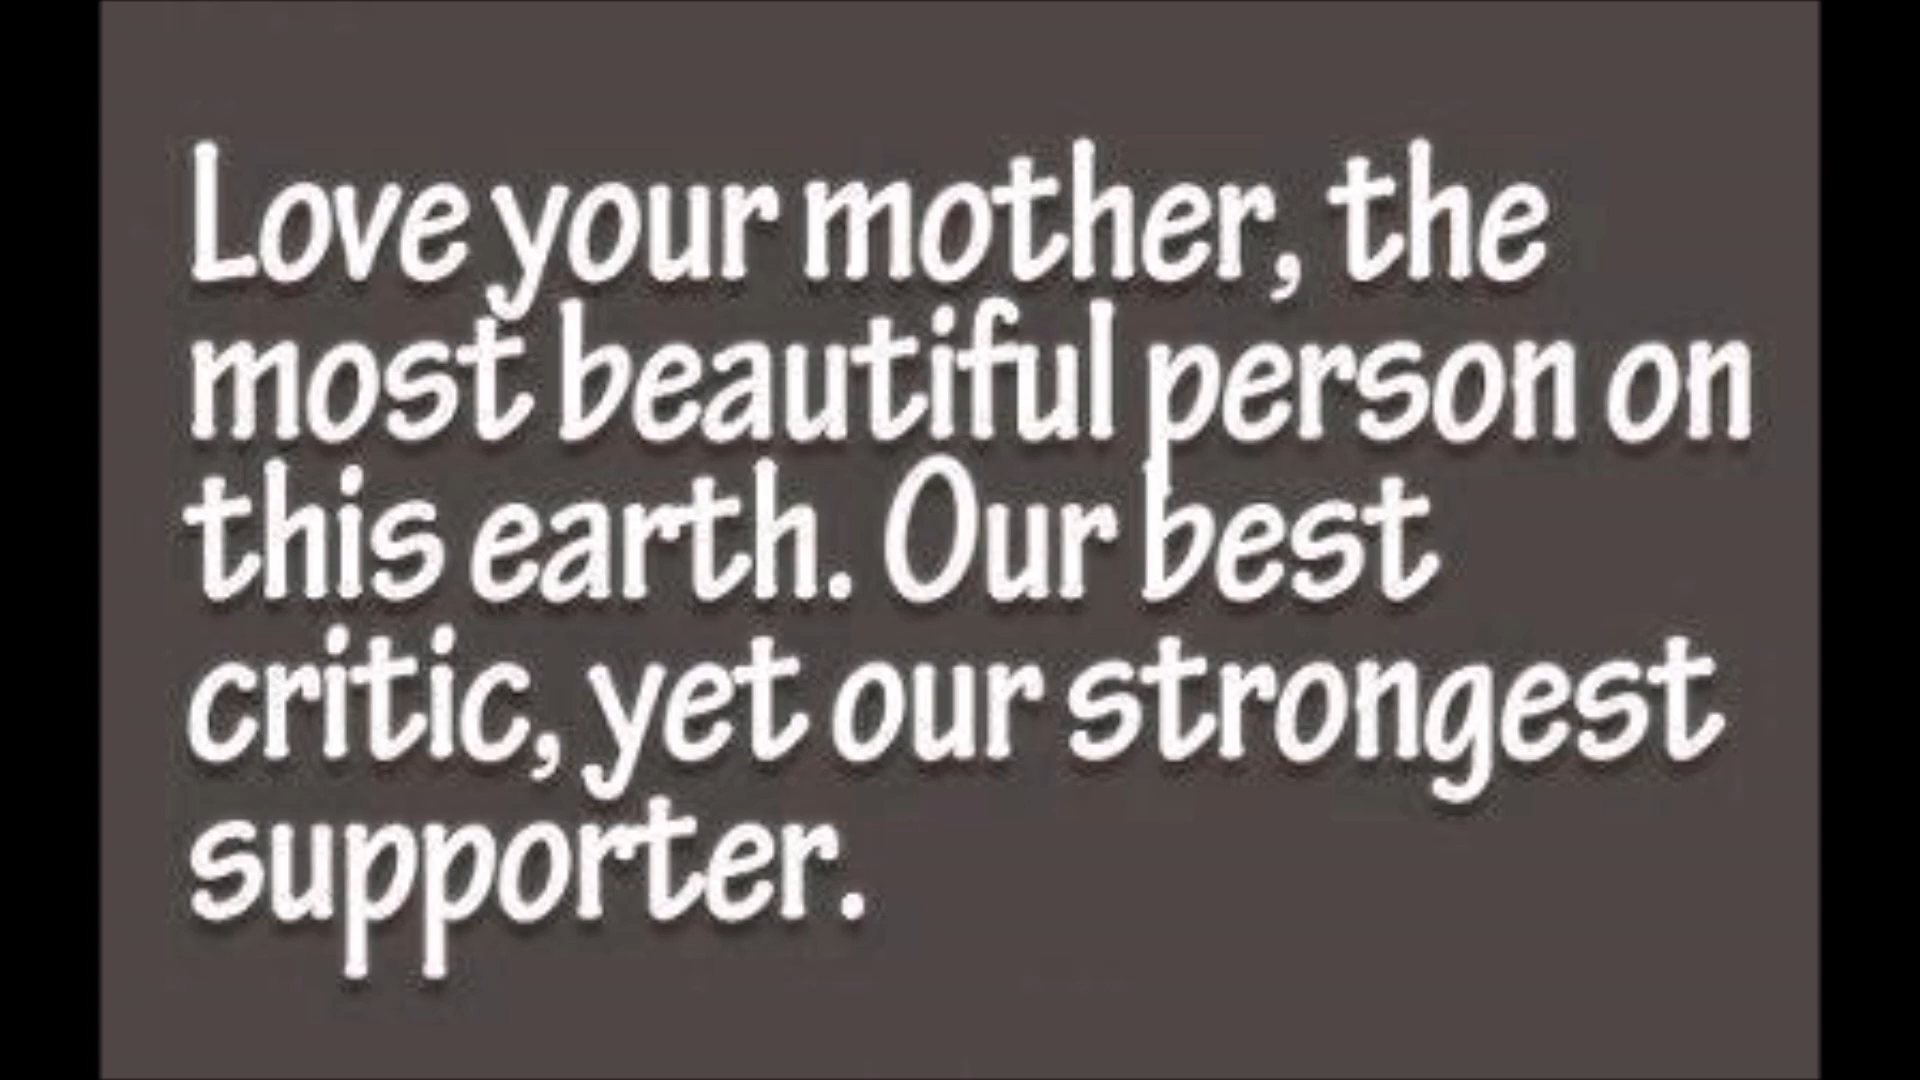 Love your mother, the
most beautiful person on
this earth. Our best
critic, yet our strongest
supporter.